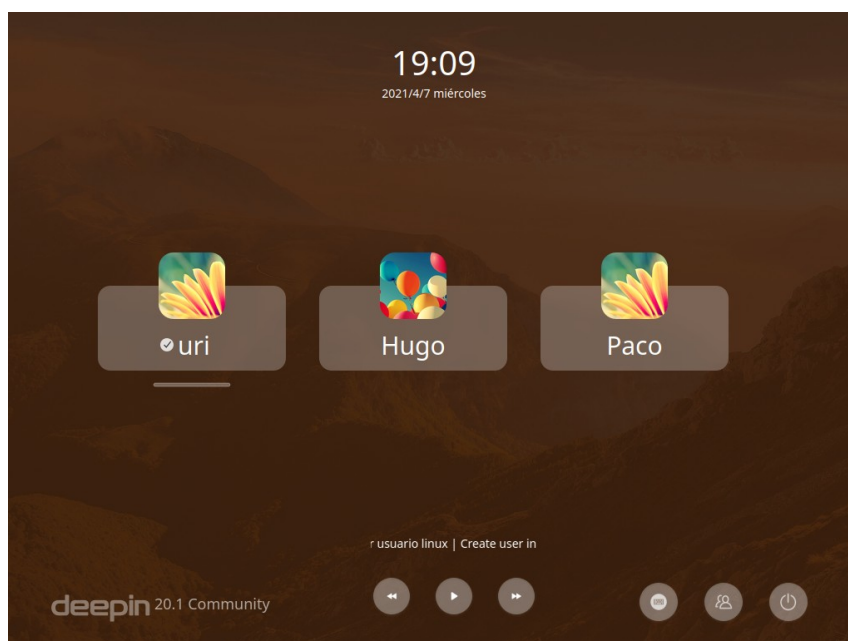 19:09
2021/4/7 miércoles
uri
Hugo
Paco
r usuario linux | Create user in
deepin 20.1 Community